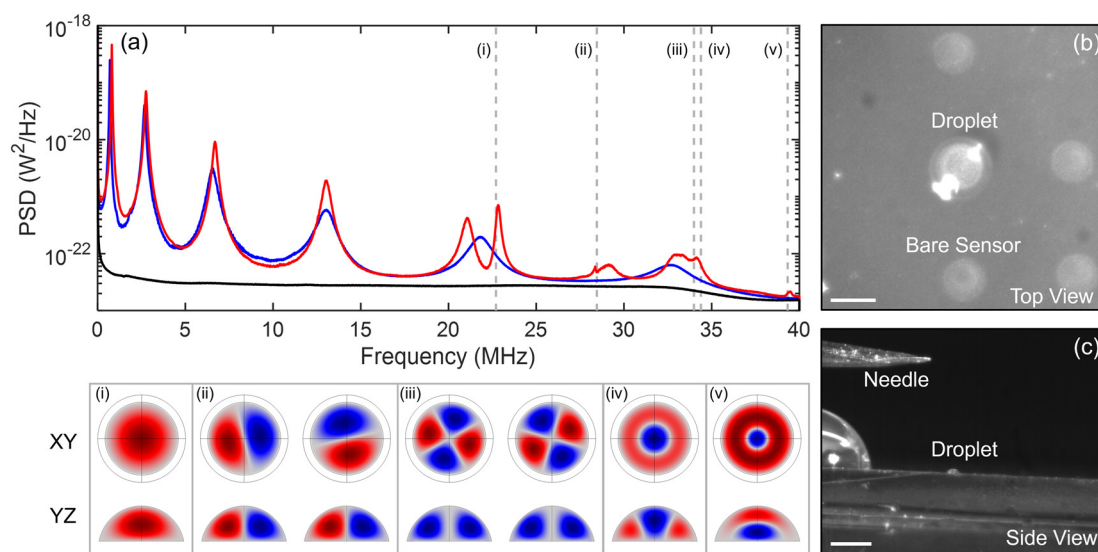 (a)
(i)
(ii)
(iii)
(iv)
(v)
10⁻¹⁸
10⁻²⁰
10⁻²²
PSD (W²/Hz)
0
5
10
15
20
25
30
35
40
Frequency (MHz)
(i)
(ii)
(iii)
(iv)
(v)
XY
YZ
(b)
Droplet
Bare Sensor
Top View
(c)
Needle
Droplet
Side View